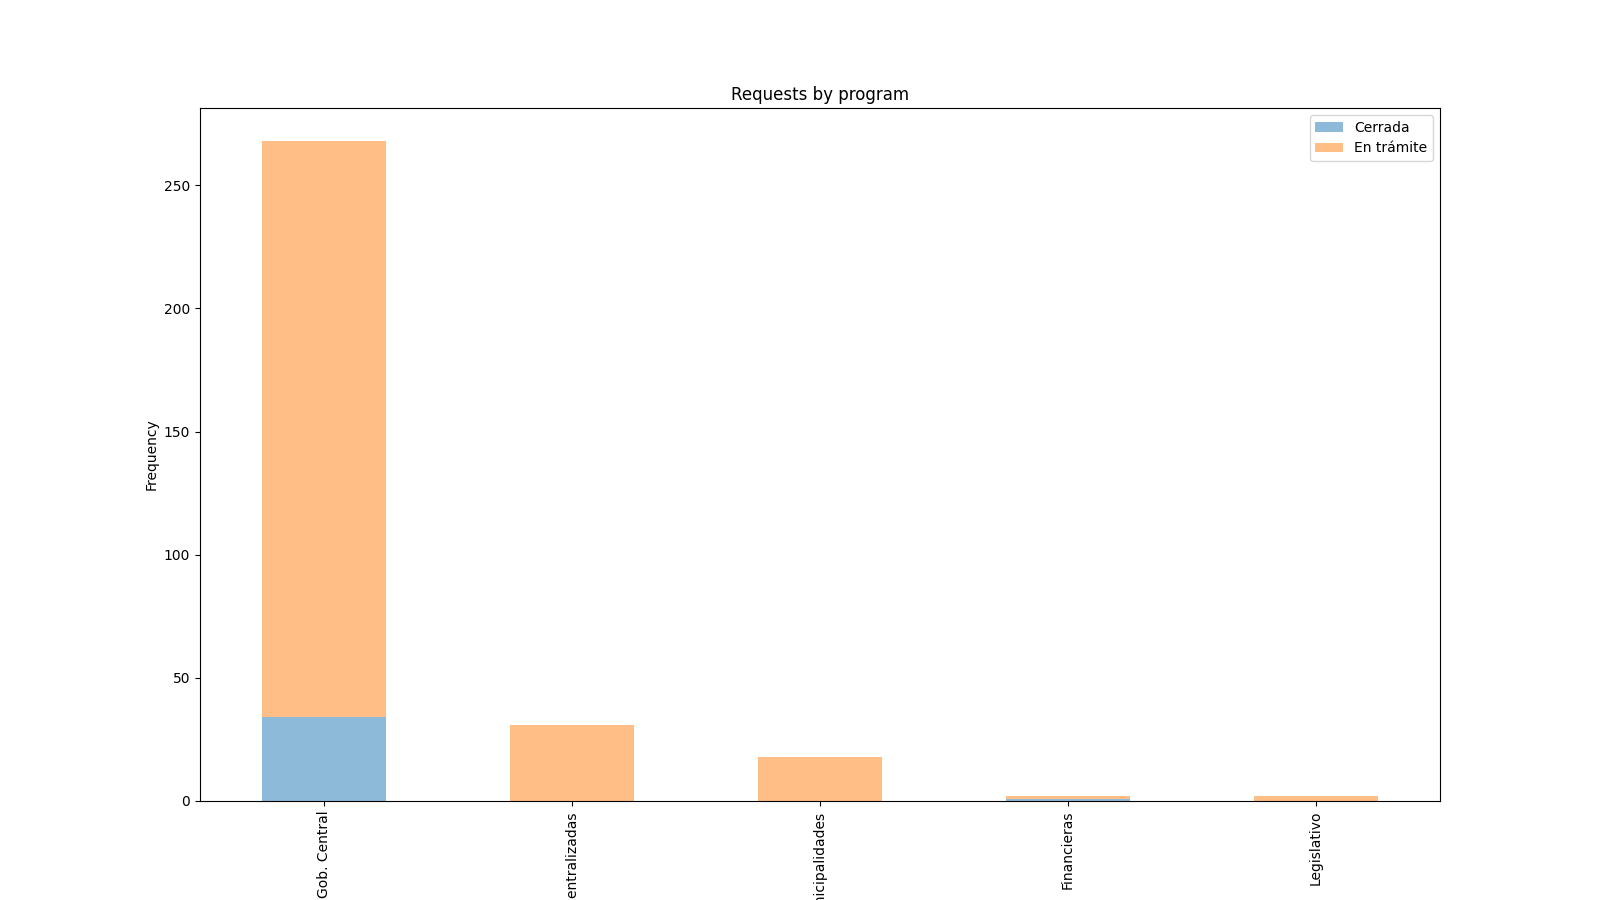 Requests by program
Cerrada
En trámite
Frequency
250
200
150
100
50
0
Gob. Central
entralizadas
nicipalidades
Financieras
Legislativo